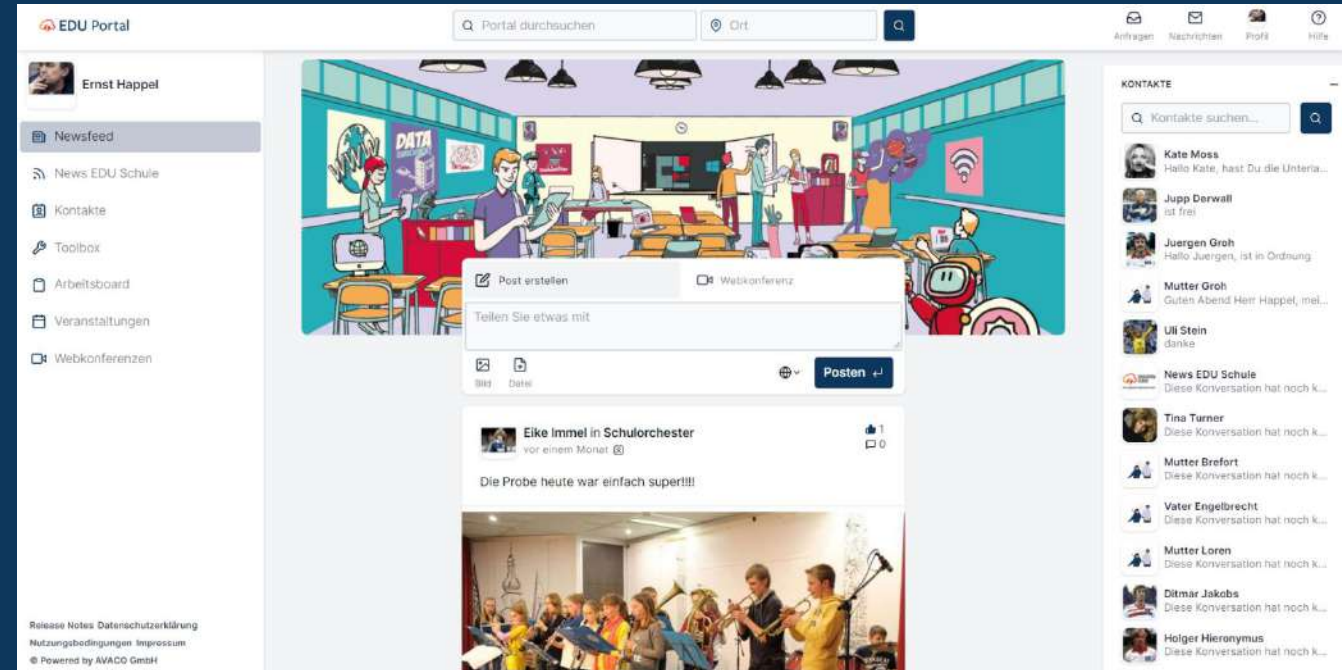 EDU Portal
Portal durchsuchen
Ort
Anfragen
Nachrichten
Profil
Hilfe
Ernst Happel
Newsfeed
News EDU Schule
Kontakte
Toolbox
Arbeitsboard
Veranstaltungen
Webkonferenzen
Release Notes Datenschutzerklärung
Nutzungsbedingungen Impressum
© Powered by AVACO GmbH
WWW
DATA
Post erstellen
Webkonferenz
Teilen Sie etwas mit
Bild
Datei
Posten
Eike Immel in Schulorchester
vor einem Monat
1
0
Die Probe heute war einfach super!!!!
KONTAKTE
Kontakte suchen...
Kate Moss
Hallo Kate, hast Du die Unterla...
Jupp Derwall
ist frei
Juergen Groh
Hallo Juergen, ist in Ordnung
Mutter Groh
Guten Abend Herr Happel, mei...
Uli Stein
danke
News EDU Schule
Diese Konversation hat noch k...
Tina Turner
Diese Konversation hat noch k...
Mutter Brefort
Diese Konversation hat noch k...
Vater Engelbrecht
Diese Konversation hat noch k...
Mutter Loren
Diese Konversation hat noch k...
Ditmar Jakobs
Diese Konversation hat noch k...
Holger Hieronymus
Diese Konversation hat noch k...